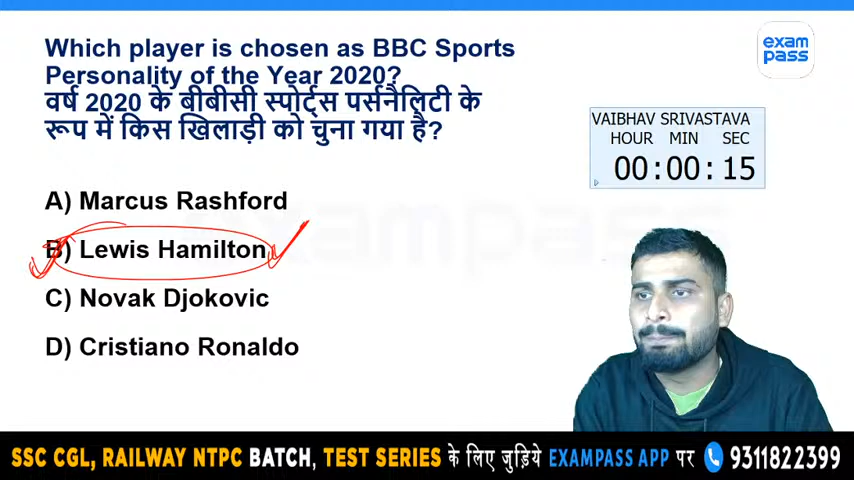 Which player is chosen as BBC Sports
Personality of the Year 2020?
वर्ष 2020 के बीबीसी स्पोर्ट्स पर्सनैलिटी के
रूप में किस खिलाड़ी को चुना गया है?
exam
pass
VAIBHAV SRIVASTAVA
HOUR MIN SEC
00:00:15
A) Marcus Rashford
B) Lewis Hamilton
C) Novak Djokovic
D) Cristiano Ronaldo
exampass
SSC CGL, RAILWAY NTPC BATCH, TEST SERIES के लिए जुड़िये EXAMPASS APP पर 9311822399